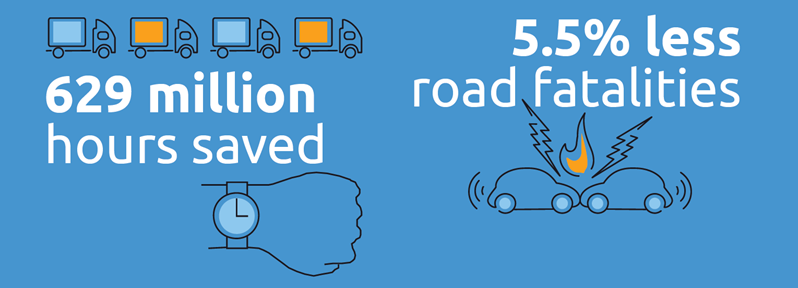 629 million
hours saved
5.5% less
road fatalities